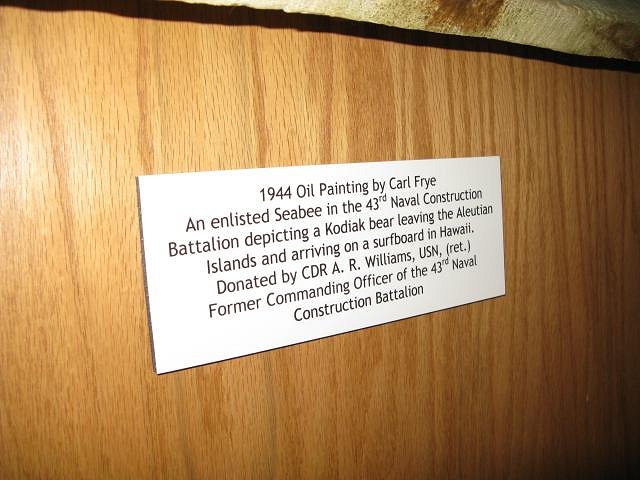 1944 Oil Painting by Carl Frye
An enlisted Seabee in the 43rd Naval Construction
Battalion depicting a Kodiak bear leaving the Aleutian
Islands and arriving on a surfboard in Hawaii.
Donated by CDR A. R. Williams, USN, (ret.)
Former Commanding Officer of the 43rd Naval
Construction Battalion